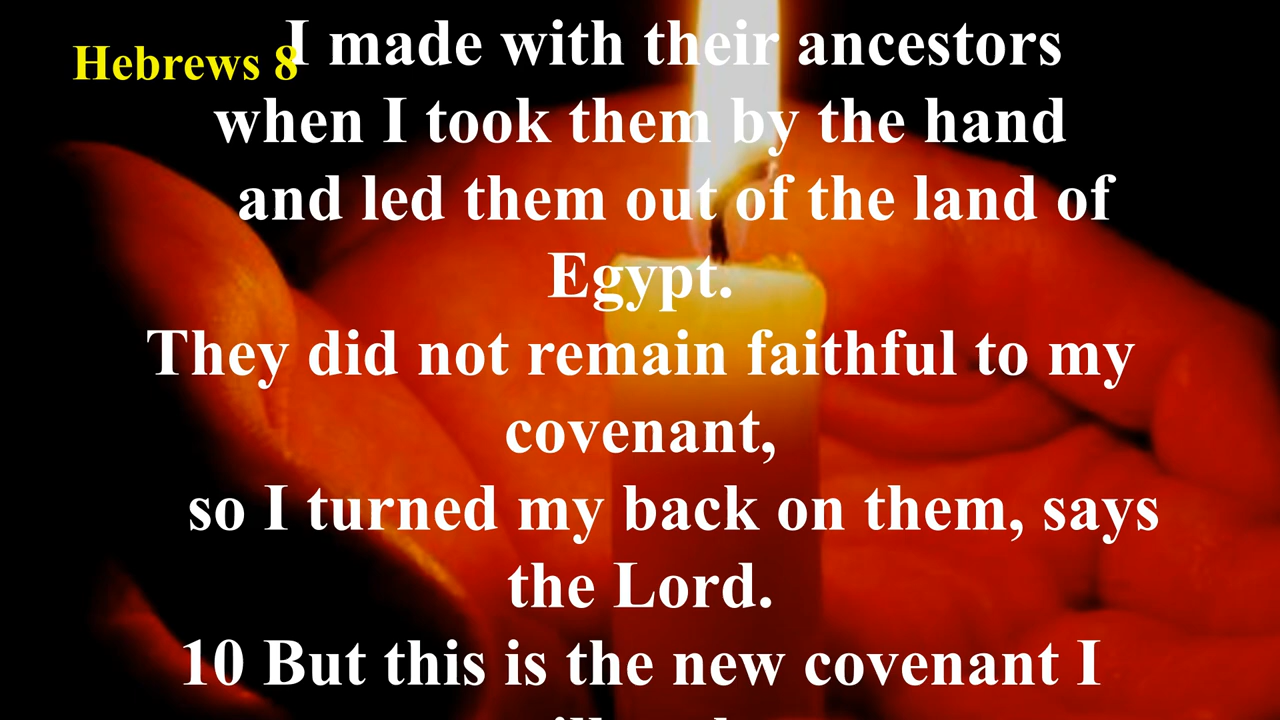 Hebrews 8
I made with their ancestors
when I took them by the hand
and led them out of the land of
Egypt.
They did not remain faithful to my
covenant,
so I turned my back on them, says
the Lord.
10 But this is the new covenant I